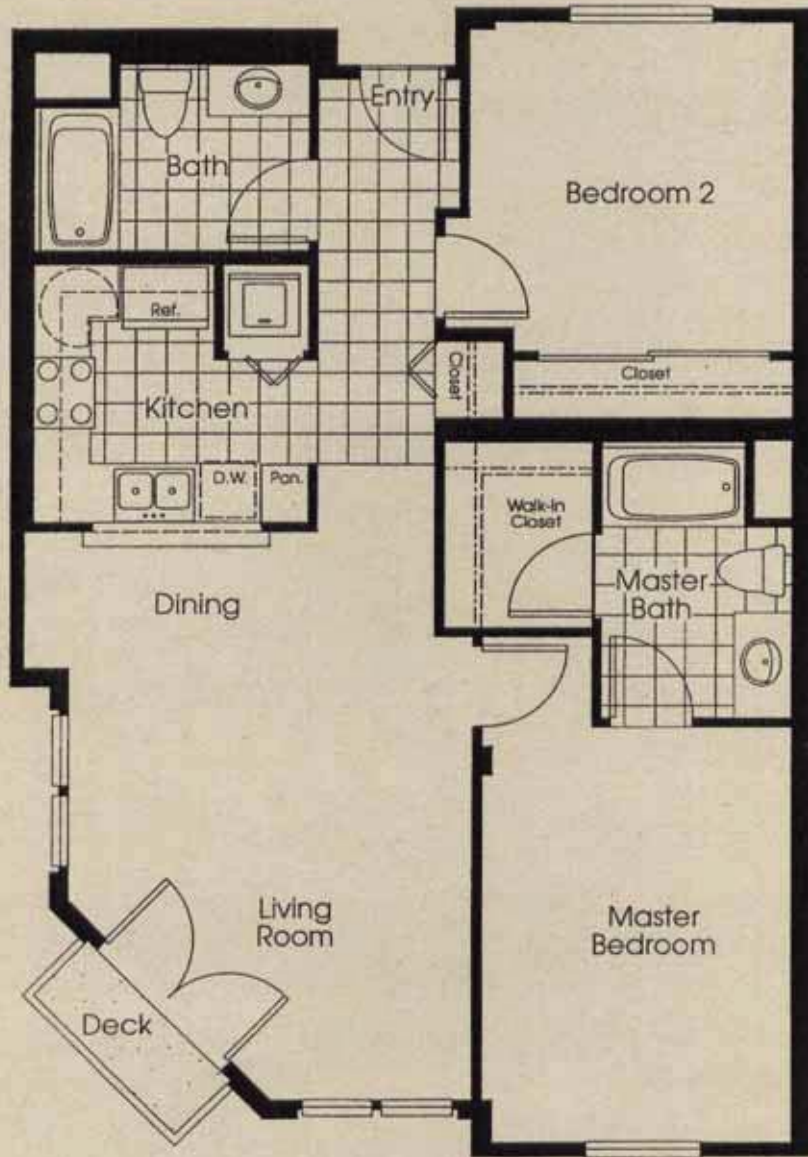 Entry
Bath
Bedroom 2
Ref.
Closet
Closet
Kitchen
D.W.
Pan.
Walk-In
Closet
Dining
Master
Bath
Living
Room
Master
Bedroom
Deck